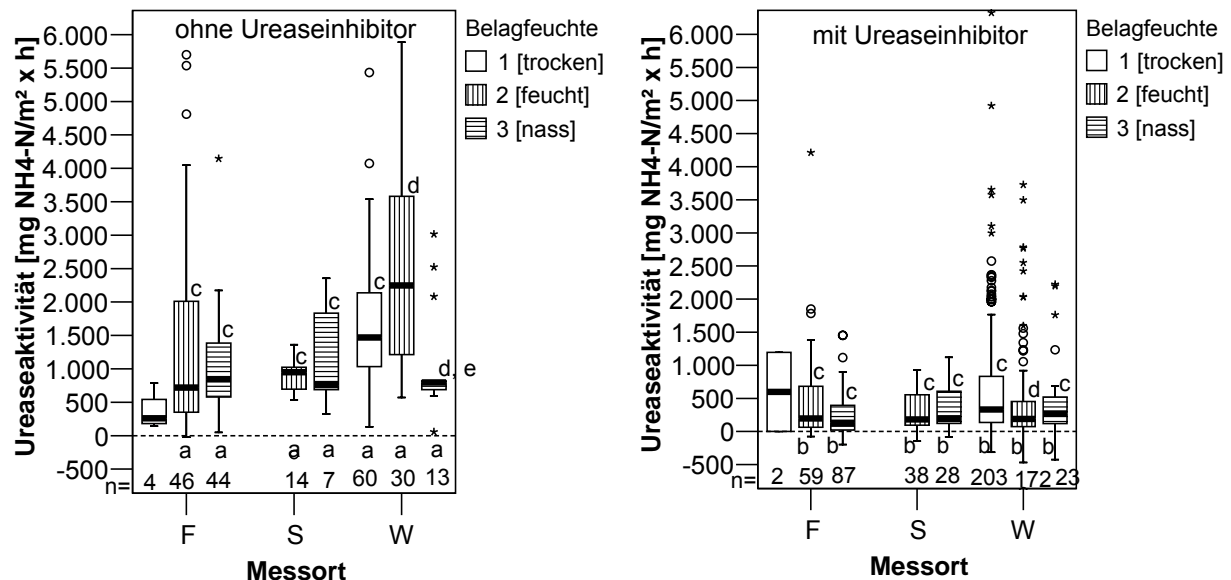 ohne Ureaseinhibitor
Ureaseaktivität [mg NH4-N/m² x h]
6.000
5.500
5.000
4.500
4.000
3.500
3.000
2.500
2.000
1.500
1.000
500
0
-500
c
c
c
c
c
d
d, e
a
a
a
a
a
a
a
n=
4
46
44
14
7
60
30
13
F
S
W
Messort
Belagfeuchte
1 [trocken]
2 [feucht]
3 [nass]
mit Ureaseinhibitor
Ureaseaktivität [mg NH4-N/m² x h]
6.000
5.500
5.000
4.500
4.000
3.500
3.000
2.500
2.000
1.500
1.000
500
0
-500
c
c
c
c
c
d
c
b
b
b
b
b
b
b
n=
2
59
87
38
28
203
172
23
F
S
W
Messort
Belagfeuchte
1 [trocken]
2 [feucht]
3 [nass]